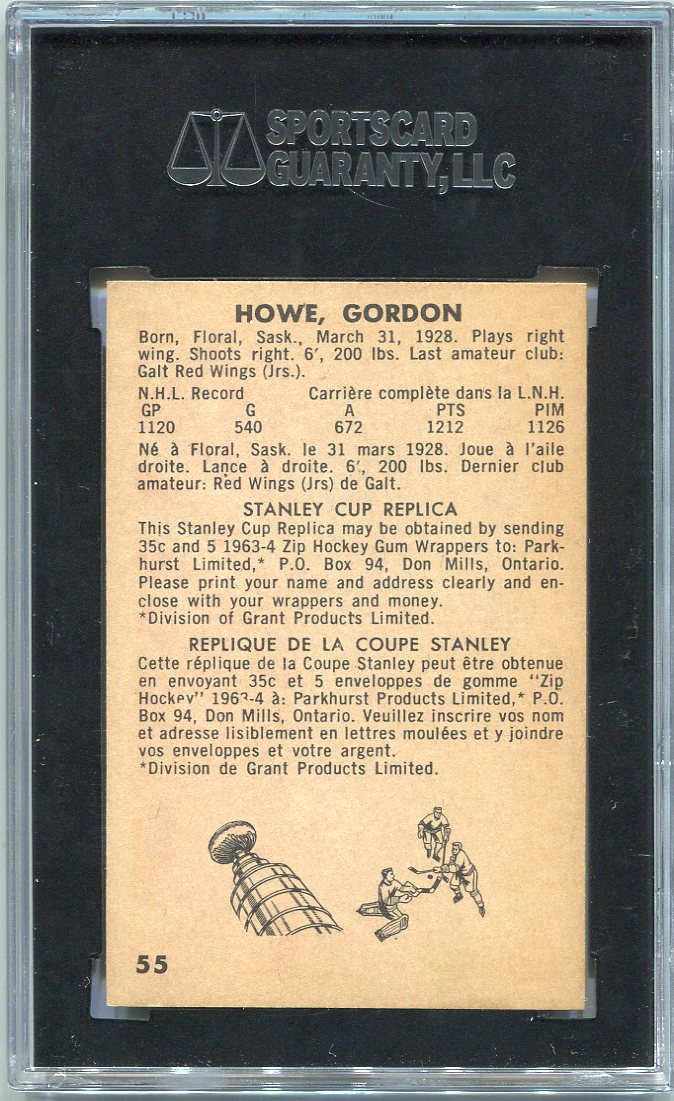 SPORTSCARD
GUARANTY, LLC
HOWE, GORDON
Born, Floral, Sask., March 31, 1928. Plays right
wing. Shoots right. 6′, 200 lbs. Last amateur club:
Galt Red Wings (Jrs.).
N.H.L. Record Carrière complète dans la L.N.H.
GP G A PTS PIM
1120 540 672 1212 1126
Né à Floral, Sask. le 31 mars 1928. Joue à l'aile
droite. Lance à droite. 6′, 200 lbs. Dernier club
amateur: Red Wings (Jrs) de Galt.
STANLEY CUP REPLICA
This Stanley Cup Replica may be obtained by sending
35c and 5 1963-4 Zip Hockey Gum Wrappers to: Park-
hurst Limited,* P.O. Box 94, Don Mills, Ontario.
Please print your name and address clearly and en-
close with your wrappers and money.
*Division of Grant Products Limited.
REPLIQUE DE LA COUPE STANLEY
Cette réplique de la Coupe Stanley peut être obtenue
en envoyant 35c et 5 enveloppes de gomme "Zip
Hockey" 1963-4 à: Parkhurst Products Limited,* P.O.
Box 94, Don Mills, Ontario. Veuillez inscrire vos nom
et adresse lisiblement en lettres moulées et y joindre
vos enveloppes et votre argent.
*Division de Grant Products Limited.
55